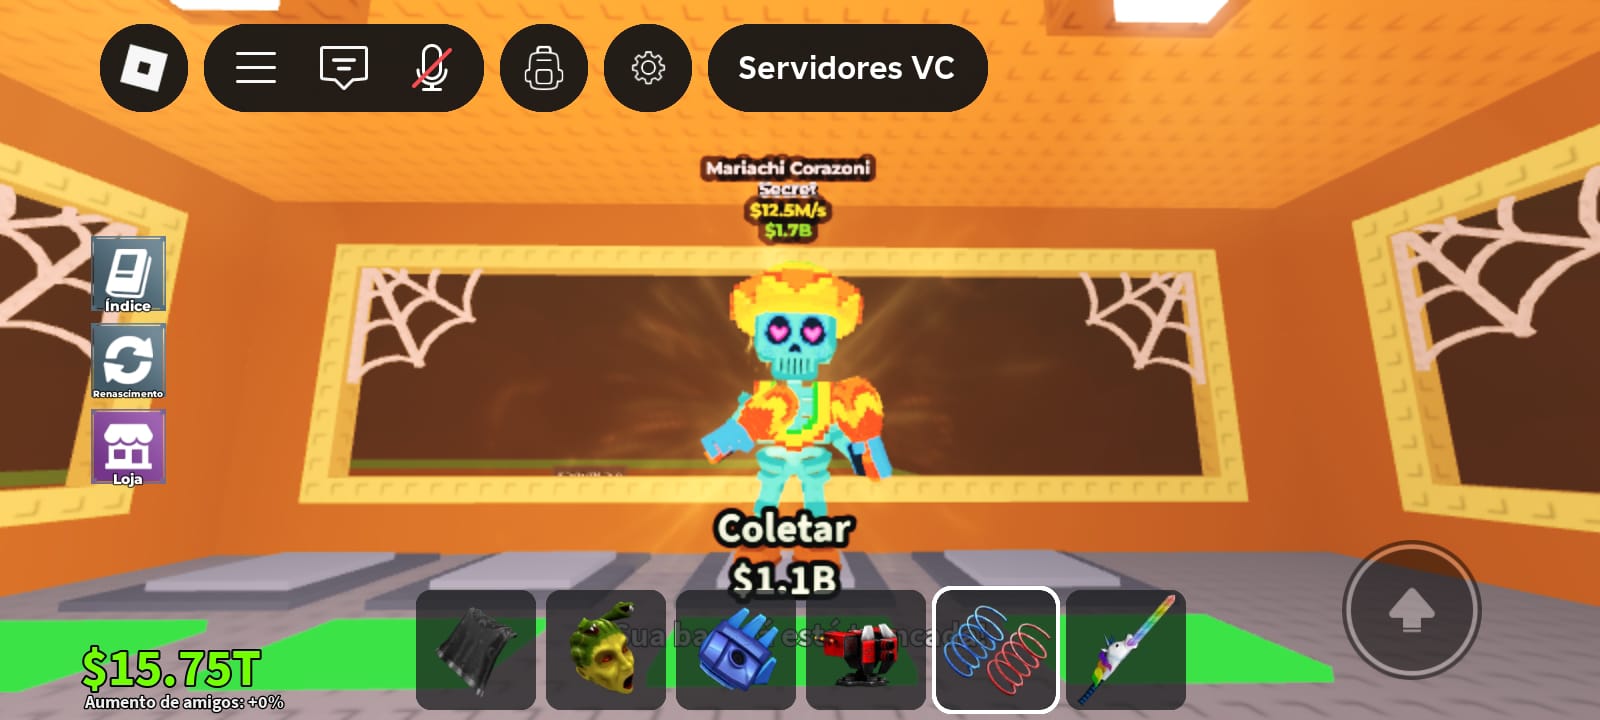 Servidores VC
Mariachi Corazoni
Secret
$12.5M/s
$1.7B
Índice
Renascimento
Loja
Coletar
$1.1B
$15.75T
Aumento de amigos: +0%